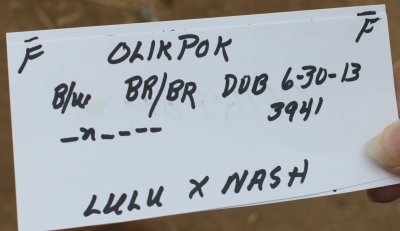 F̄ OLIKPOK F̄
B/w BR/BR DOB 6-30-13
-x---- 3941
LULU X NASH